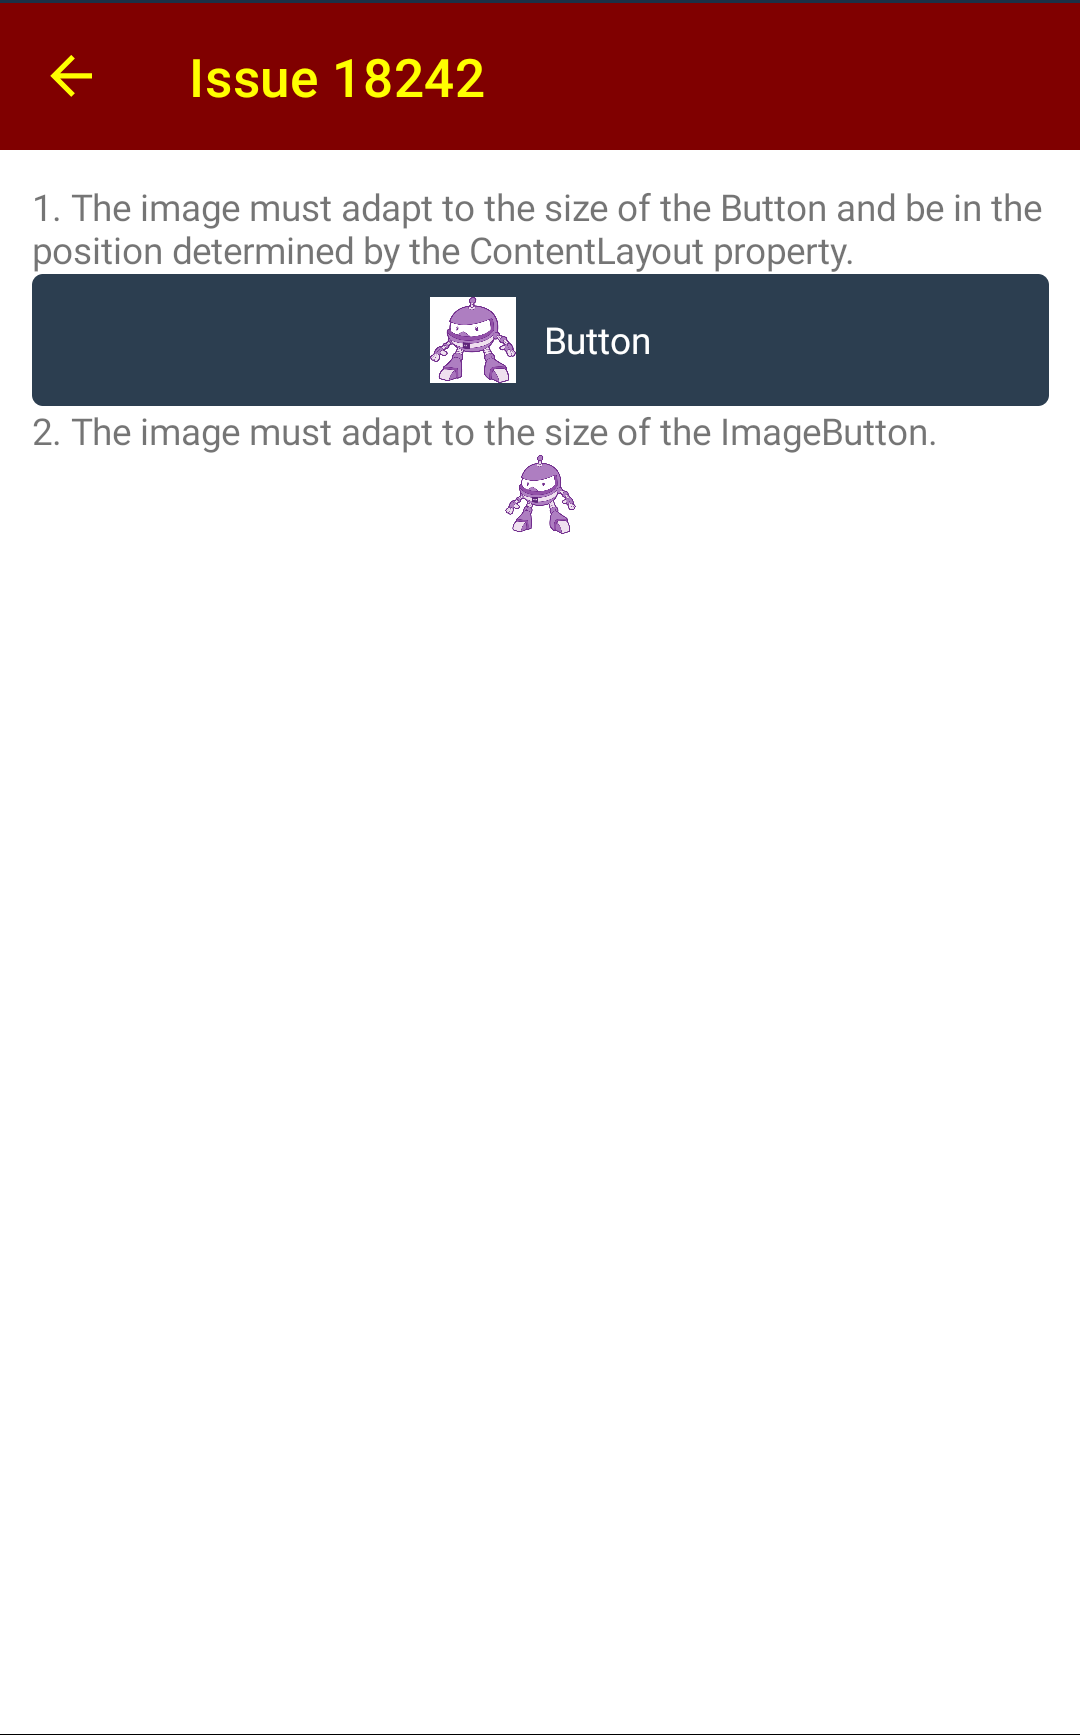 Issue 18242
1. The image must adapt to the size of the Button and be in the
position determined by the ContentLayout property.
Button
2. The image must adapt to the size of the ImageButton.